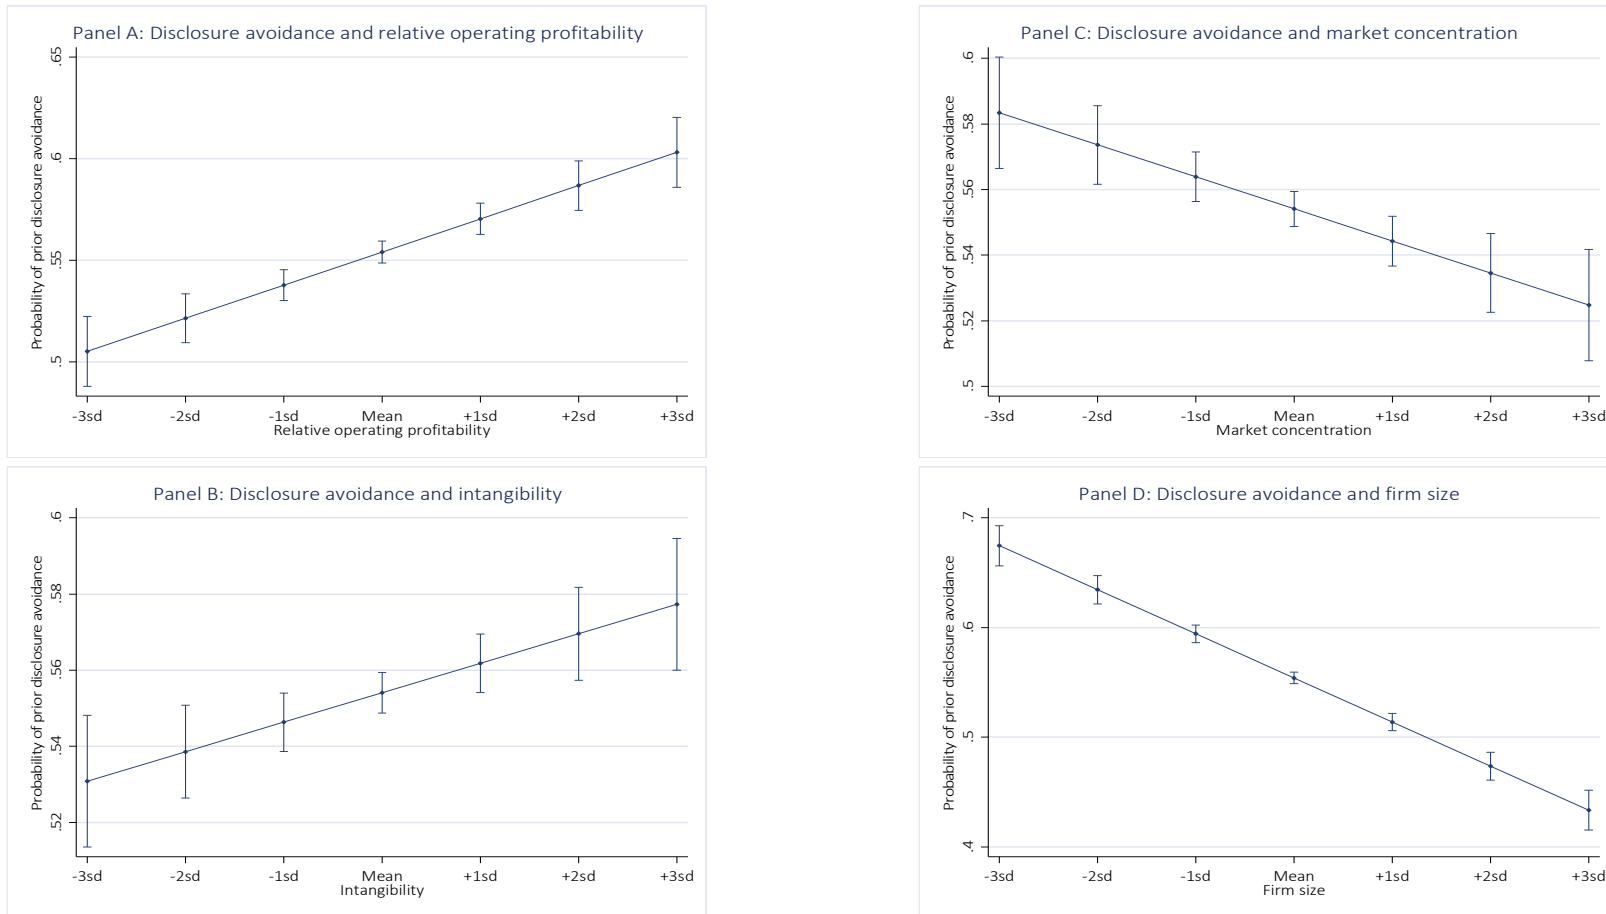 Panel A: Disclosure avoidance and relative operating profitability
Probability of prior disclosure avoidance
.65
.6
.55
.5
-3sd -2sd -1sd Mean +1sd +2sd +3sd
Relative operating profitability
Panel C: Disclosure avoidance and market concentration
Probability of prior disclosure avoidance
.6
.58
.56
.54
.52
.5
-3sd -2sd -1sd Mean +1sd +2sd +3sd
Market concentration
Panel B: Disclosure avoidance and intangibility
Probability of prior disclosure avoidance
.6
.58
.56
.54
.52
-3sd -2sd -1sd Mean +1sd +2sd +3sd
Intangibility
Panel D: Disclosure avoidance and firm size
Probability of prior disclosure avoidance
.7
.6
.5
.4
-3sd -2sd -1sd Mean +1sd +2sd +3sd
Firm size